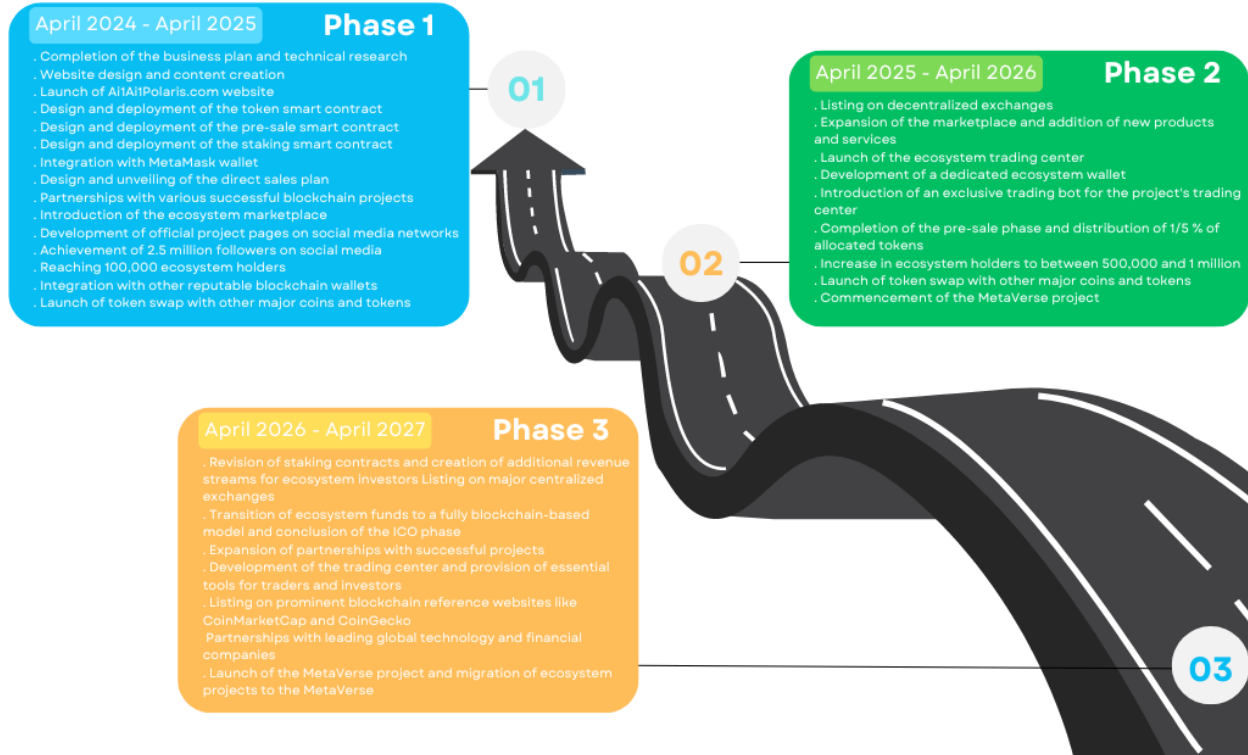 April 2024 - April 2025
Phase 1
. Completion of the business plan and technical research
. Website design and content creation
. Launch of Ai1Ai1Polaris.com website
. Design and deployment of the token smart contract
. Design and deployment of the pre-sale smart contract
. Design and deployment of the staking smart contract
. Integration with MetaMask wallet
. Design and unveiling of the direct sales plan
. Partnerships with various successful blockchain projects
. Introduction of the ecosystem marketplace
. Development of official project pages on social media networks
. Achievement of 2.5 million followers on social media
. Reaching 100,000 ecosystem holders
. Integration with other reputable blockchain wallets
. Launch of token swap with other major coins and tokens
01
April 2025 - April 2026
Phase 2
. Listing on decentralized exchanges
. Expansion of the marketplace and addition of new products
and services
. Launch of the ecosystem trading center
. Development of a dedicated ecosystem wallet
. Introduction of an exclusive trading bot for the project's trading
center
. Completion of the pre-sale phase and distribution of 1/5 % of
allocated tokens
. Increase in ecosystem holders to between 500,000 and 1 million
. Launch of token swap with other major coins and tokens
. Commencement of the MetaVerse project
02
April 2026 - April 2027
Phase 3
. Revision of staking contracts and creation of additional revenue
streams for ecosystem investors Listing on major centralized
exchanges
. Transition of ecosystem funds to a fully blockchain-based
model and conclusion of the ICO phase
. Expansion of partnerships with successful projects
. Development of the trading center and provision of essential
tools for traders and investors
. Listing on prominent blockchain reference websites like
CoinMarketCap and CoinGecko
Partnerships with leading global technology and financial
companies
. Launch of the MetaVerse project and migration of ecosystem
projects to the MetaVerse
03